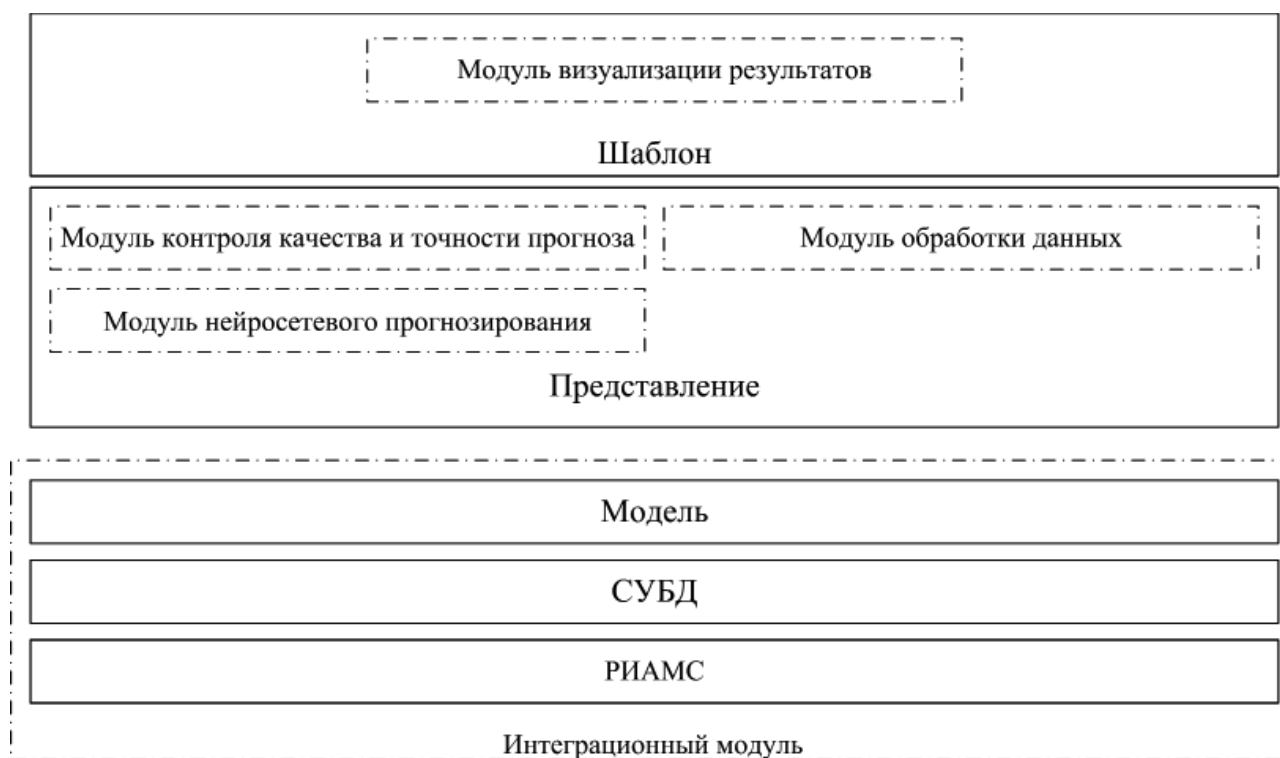 Модуль визуализации результатов
Шаблон
Модуль контроля качества и точности прогноза
Модуль обработки данных
Модуль нейросетевого прогнозирования
Представление
Модель
СУБД
РИАМС
Интеграционный модуль